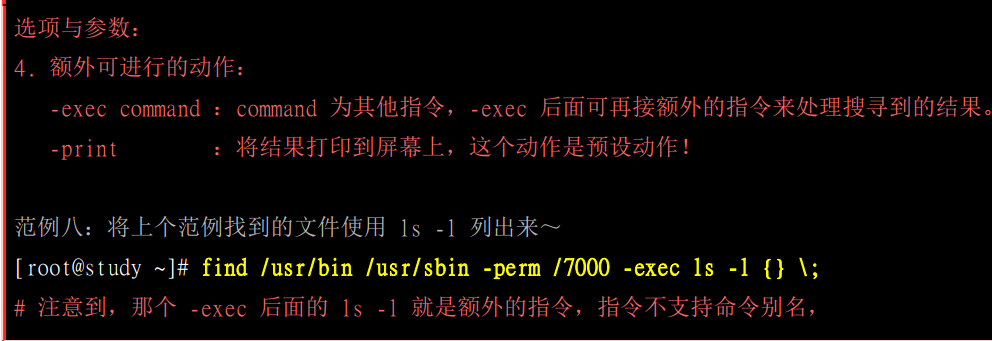 选项与参数：
4. 额外可进行的动作：
-exec command ：command 为其他指令，-exec 后面可再接额外的指令来处理搜寻到的结果。
-print ：将结果打印到屏幕上，这个动作是预设动作！
范例八：将上个范例找到的文件使用 ls -l 列出来～
[root@study ~]# find /usr/bin /usr/sbin -perm /7000 -exec ls -l {} \;
# 注意到，那个 -exec 后面的 ls -l 就是额外的指令，指令不支持命令别名，